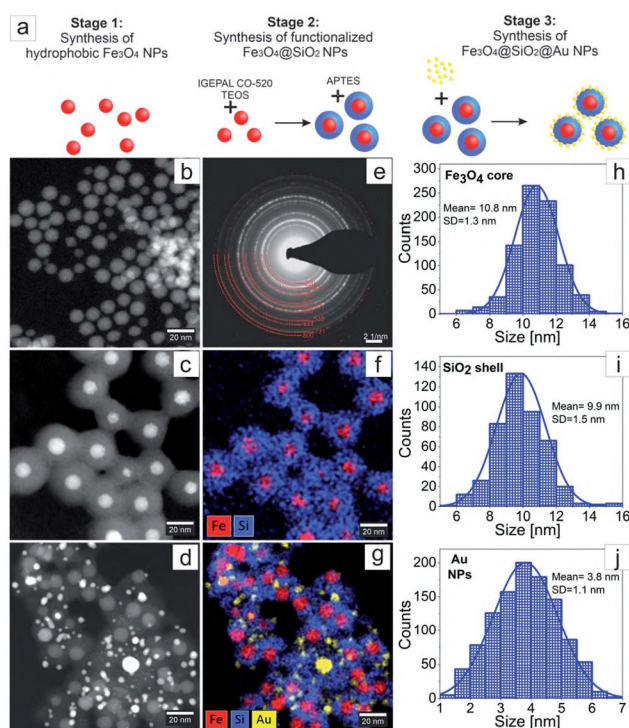 a
Stage 1:
Synthesis of
hydrophobic Fe₃O₄ NPs
Stage 2:
Synthesis of functionalized
Fe₃O₄@SiO₂ NPs
Stage 3:
Synthesis of
Fe₃O₄@SiO₂@Au NPs
IGEPAL CO-520
TEOS
+
APTES
+
+
b
20 nm
e
2 1/nm
h
Fe₃O₄ core
Mean= 10.8 nm
SD=1.3 nm
Counts
300
250
200
150
100
50
0
6 8 10 12 14 16
Size [nm]
c
20 nm
f
Fe Si
20 nm
i
SiO₂ shell
Mean= 9.9 nm
SD=1.5 nm
Counts
140
120
100
80
60
40
20
0
6 8 10 12 14 16
Size [nm]
d
20 nm
g
Fe Si Au
20 nm
j
Au
NPs
Mean= 3.8 nm
SD=1.1 nm
Counts
200
150
100
50
0
1 2 3 4 5 6 7
Size [nm]